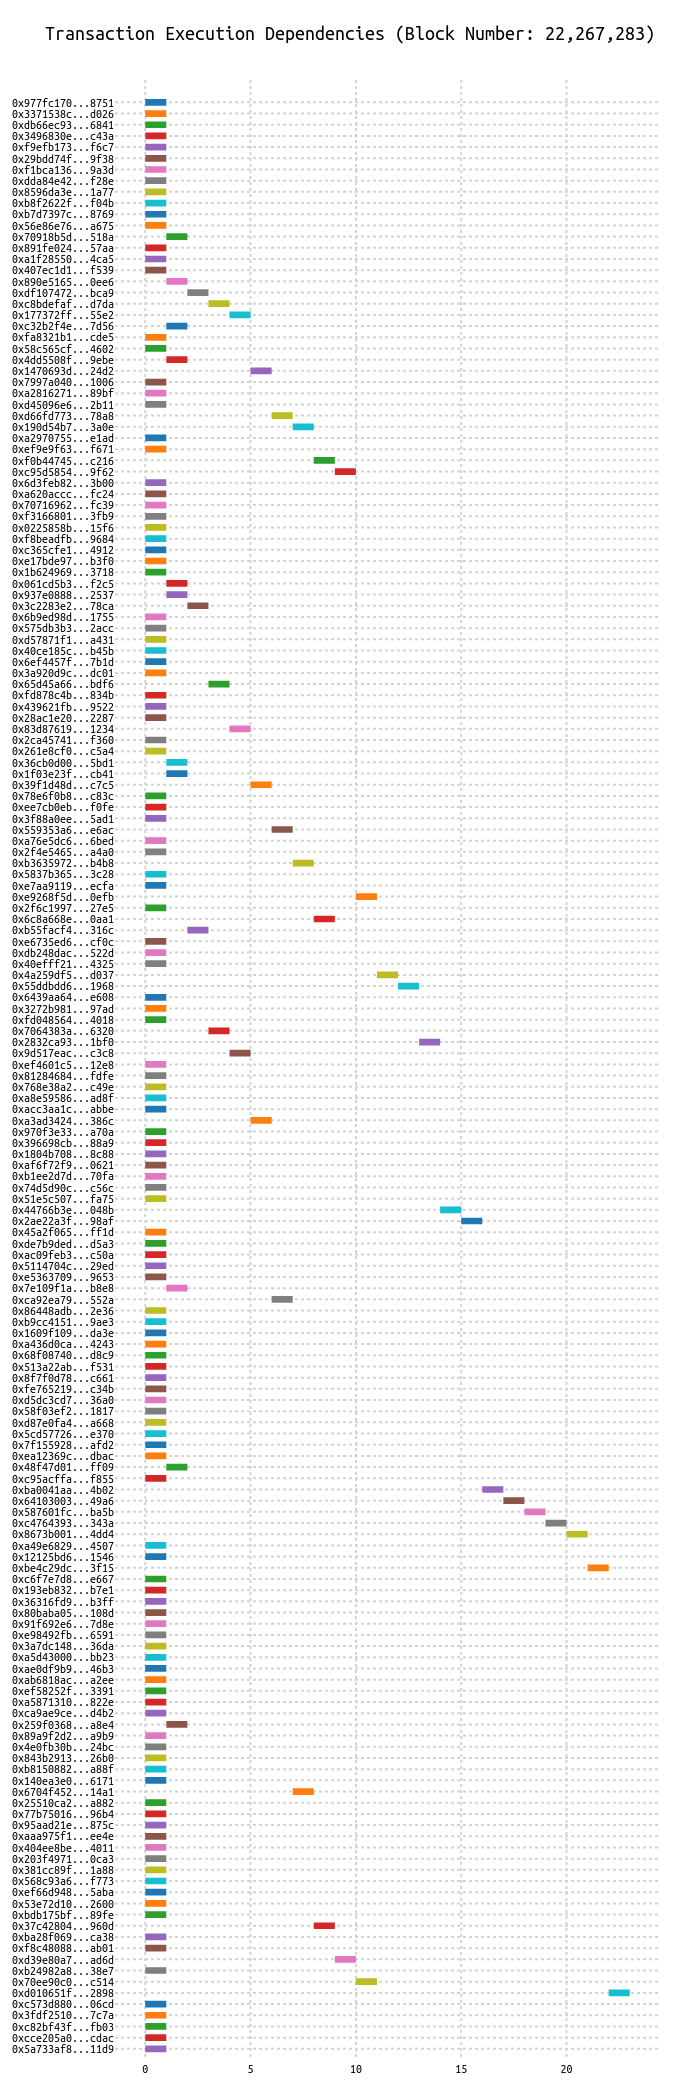 Transaction Execution Dependencies (Block Number: 22,267,283)
0x977fc170...8751
0x3371538c...d026
0xdb66ec93...6841
0x3496830e...c43a
0xf9efb173...f6c7
0x29bdd74f...9f38
0xf1bca136...9a3d
0xdda84e42...f28e
0x8596da3e...1a77
0xb8f2622f...f04b
0xb7d7397c...8769
0x56e86e76...a675
0x70918b5d...518a
0x891fe024...57aa
0xa1f28550...4ca5
0x407ec1d1...f539
0x890e5165...0ee6
0xdf107472...bca9
0xc8bdefaf...d7da
0x177372ff...55e2
0xc32b2f4e...7d56
0xfa8321b1...cde5
0x58c565cf...4602
0x4dd5508f...9ebe
0x1470693d...24d2
0x7997a040...1006
0xa2816271...89bf
0xd45096e6...2b11
0xd66fd773...78a8
0x190d54b7...3a0e
0xa2970755...e1ad
0xef9e9f63...f671
0xf0b44745...c216
0xc95d5854...9f62
0x6d3feb82...3b00
0xa620accc...fc24
0x70716962...fc39
0xf3166801...3fb9
0x0225858b...15f6
0xf8beadfb...9684
0xc365cfe1...4912
0xe17bde97...b3f0
0x1b624969...3718
0x061cd5b3...f2c5
0x937e0888...2537
0x3c2283e2...78ca
0x6b9ed98d...1755
0x575db3b3...2acc
0xd57871f1...a431
0x40ce185c...b45b
0x6ef4457f...7b1d
0x3a920d9c...dc01
0x65d45a66...bdf6
0xfd878c4b...834b
0x439621fb...9522
0x28ac1e20...2287
0x83d87619...1234
0x2ca45741...f360
0x261e8cf0...c5a4
0x36cb0d00...5bd1
0x1f03e23f...cb41
0x39f1d48d...c7c5
0x78e6f0b8...c83c
0xee7cb0eb...f0fe
0x3f88a0ee...5ad1
0x559353a6...e6ac
0xa76e5dc6...6bed
0x2f4e5465...a4a0
0xb3635972...b4b8
0x5837b365...3c28
0xe7aa9119...ecfa
0xe9268f5d...0efb
0x2f6c1997...27e5
0x6c8a668e...0aa1
0xb55facf4...316c
0xe6735ed6...cf0c
0xdb248dac...522d
0x40efff21...4325
0x4a259df5...d037
0x55ddbdd6...1968
0x6439aa64...e608
0x3272b981...97ad
0xfd048564...4018
0x7064383a...6320
0x2832ca93...1bf0
0x9d517eac...c3c8
0xef4601c5...12e8
0x81284684...fdfe
0x768e38a2...c49e
0xa8e59586...ad8f
0xacc3aa1c...abbe
0xa3ad3424...386c
0x970f3e33...a70a
0x396698cb...88a9
0x1804b708...8c88
0xaf6f72f9...0621
0xb1ee2d7d...70fa
0x74d5d90c...c56c
0x51e5c507...fa75
0x44766b3e...048b
0x2ae22a3f...98af
0x45a2f065...ff1d
0xde7b9ded...d5a3
0xac09feb3...c50a
0x5114704c...29ed
0xe5363709...9653
0x7e109f1a...b8e8
0xca92ea79...552a
0x86448adb...2e36
0xb9cc4151...9ae3
0x1609f109...da3e
0xa436d0ca...4243
0x68f08740...d8c9
0x513a22ab...f531
0x8f7f0d78...c661
0xfe765219...c34b
0xd5dc3cd7...36a0
0x58f03ef2...1817
0xd87e0fa4...a668
0x5cd57726...e370
0x7f155928...afd2
0xea12369c...dbac
0x48f47d01...ff09
0xc95acffa...f855
0xba0041aa...4b02
0x64103003...49a6
0x587601fc...ba5b
0xc4764393...343a
0x8673b001...4dd4
0xa49e6829...4507
0x12125bd6...1546
0xbe4c29dc...3f15
0xc6f7e7d8...e667
0x193eb832...b7e1
0x36316fd9...b3ff
0x80baba05...108d
0x91f692e6...7d8e
0xe98492fb...6591
0x3a7dc148...36da
0xa5d43000...bb23
0xae0df9b9...46b3
0xab6818ac...a2ee
0xef58252f...3391
0xa5871310...822e
0xca9ae9ce...d4b2
0x259f0368...a8e4
0x89a9f2d2...a9b9
0x4e0fb30b...24bc
0x843b2913...26b0
0xb8150882...a88f
0x140ea3e0...6171
0x6704f452...14a1
0x25510ca2...a882
0x77b75016...96b4
0x95aad21e...875c
0xaaa975f1...ee4e
0x404ee8be...4011
0x203f4971...0ca3
0x381cc89f...1a88
0x568c93a6...f773
0xef66d948...5aba
0x53e72d10...2600
0xbdb175bf...89fe
0x37c42804...960d
0xba28f069...ca38
0xf8c48088...ab01
0xd39e80a7...ad6d
0xb24982a8...38e7
0x70ee90c0...c514
0xd010651f...2898
0xc573d880...06cd
0x3fdf2510...7c7a
0xc82bf43f...fb03
0xcce205a0...cdac
0x5a733af8...11d9
0 5 10 15 20